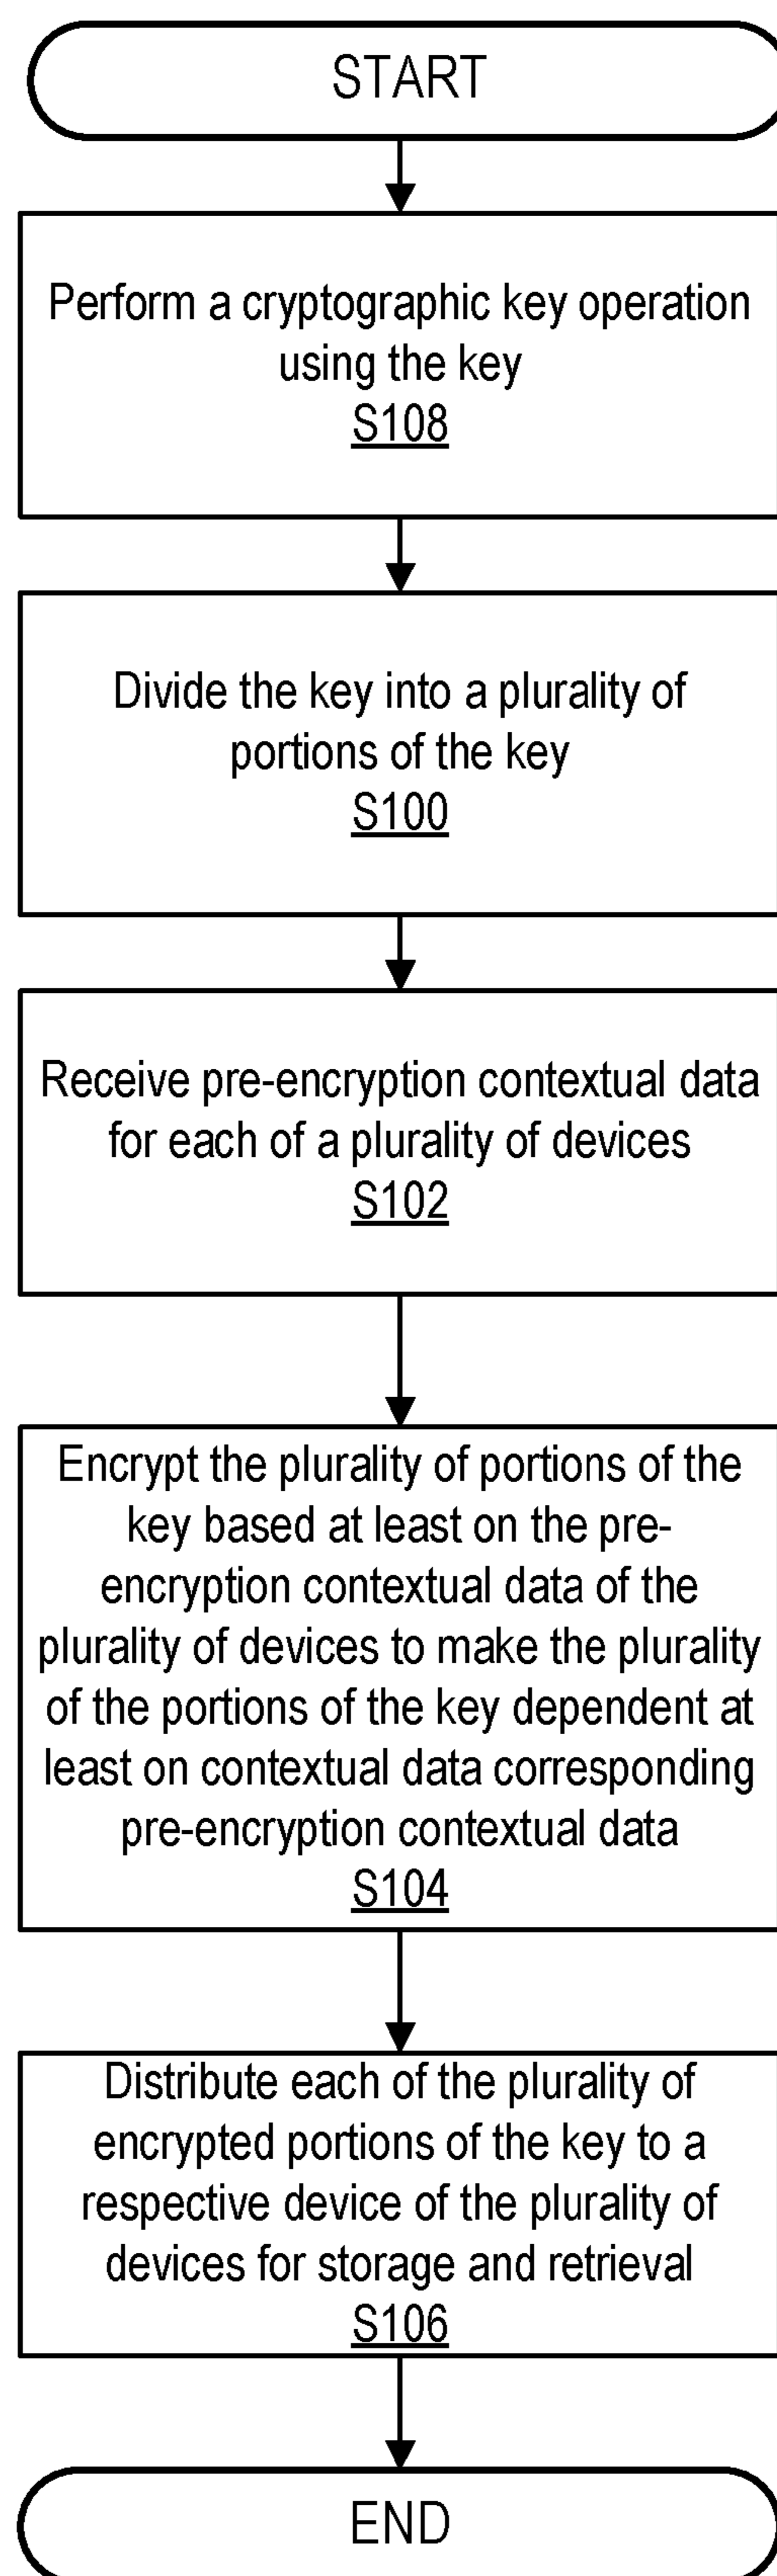 START
Perform a cryptographic key operation
using the key
S108
Divide the key into a plurality of
portions of the key
S100
Receive pre-encryption contextual data
for each of a plurality of devices
S102
Encrypt the plurality of portions of the
key based at least on the pre-
encryption contextual data of the
plurality of devices to make the plurality
of the portions of the key dependent at
least on contextual data corresponding
pre-encryption contextual data
S104
Distribute each of the plurality of
encrypted portions of the key to a
respective device of the plurality of
devices for storage and retrieval
S106
END